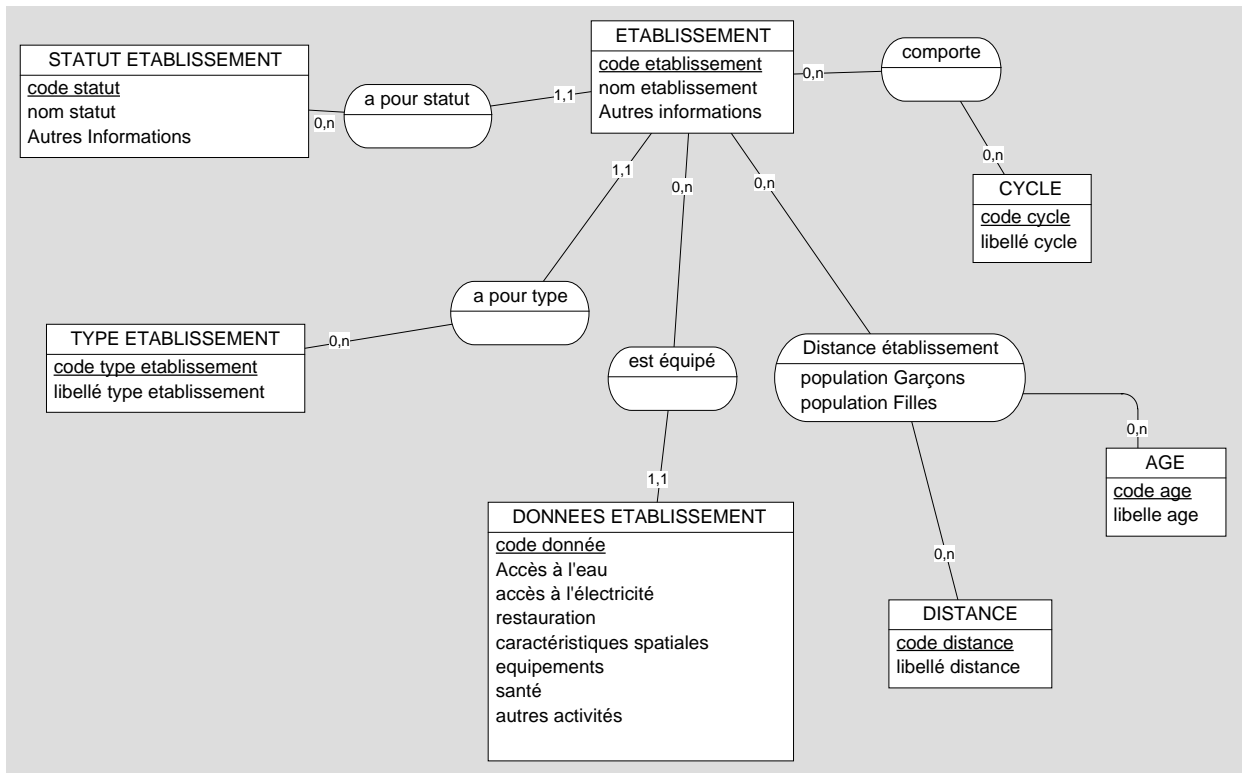 STATUT ETABLISSEMENT
code statut
nom statut
Autres Informations
0,n
a pour statut
1,1
ETABLISSEMENT
code etablissement
nom etablissement
Autres informations
0,n
comporte
0,n
CYCLE
code cycle
libellé cycle
1,1
a pour type
0,n
TYPE ETABLISSEMENT
code type etablissement
libellé type etablissement
0,n
est équipé
1,1
DONNEES ETABLISSEMENT
code donnée
Accès à l'eau
accès à l'électricité
restauration
caractéristiques spatiales
equipements
santé
autres activités
0,n
Distance établissement
population Garçons
population Filles
0,n
AGE
code age
libelle age
0,n
DISTANCE
code distance
libellé distance